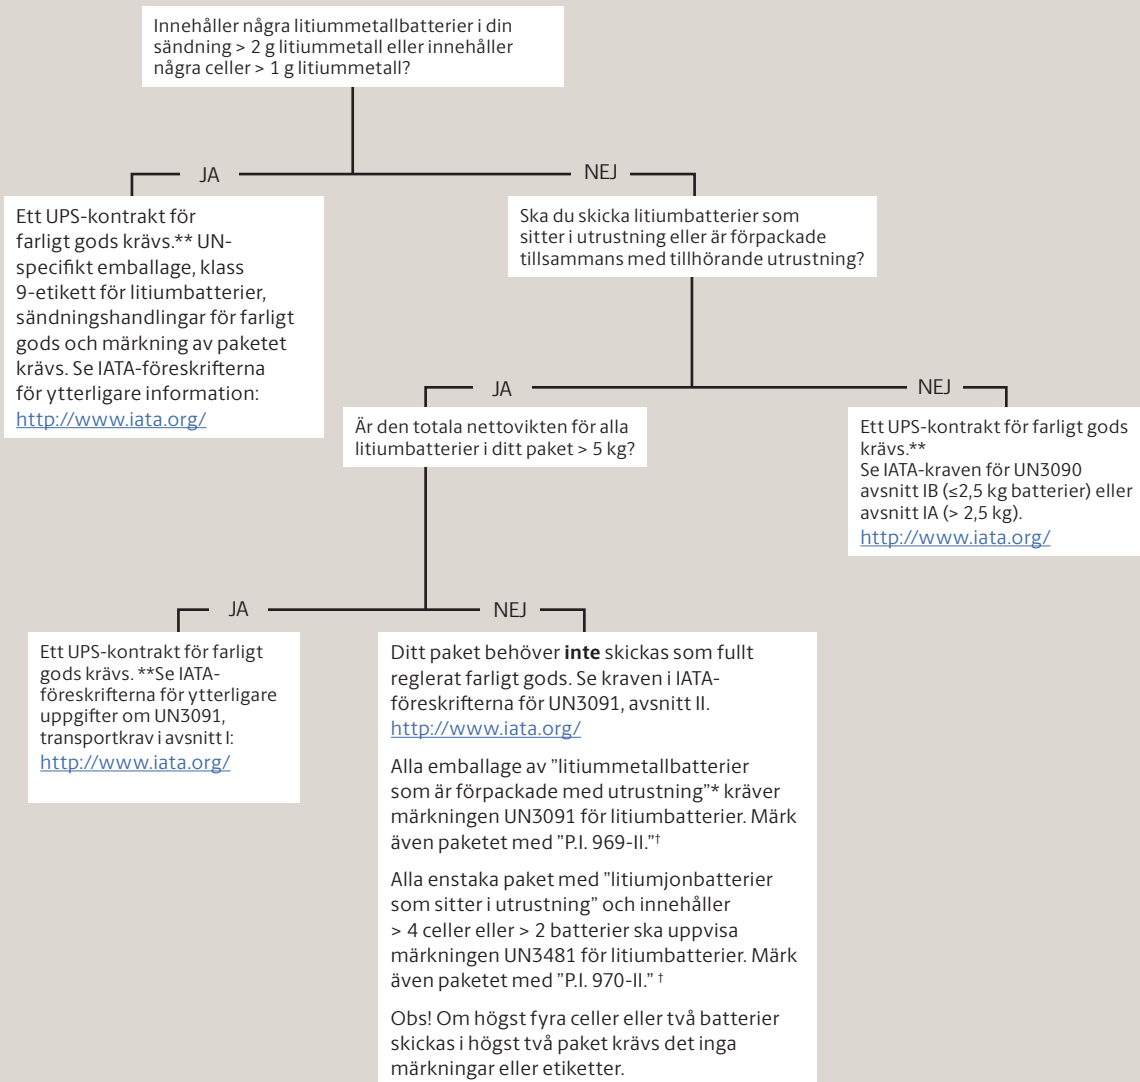 Innehåller några litiummetallbatterier i din
sändning > 2 g litiummetall eller innehåller
några celler > 1 g litiummetall?
JA
NEJ
Ett UPS-kontrakt för
farligt gods krävs.** UN-
specifikt emballage, klass
9-etikett för litiumbatterier,
sändningshandlingar för farligt
gods och märkning av paketet
krävs. Se IATA-föreskrifterna
för ytterligare information:
http://www.iata.org/
Ska du skicka litiumbatterier som
sitter i utrustning eller är förpackade
tillsammans med tillhörande utrustning?
JA
NEJ
Är den totala nettovikten för alla
litiumbatterier i ditt paket > 5 kg?
Ett UPS-kontrakt för farligt gods
krävs.**
Se IATA-kraven för UN3090
avsnitt IB (≤2,5 kg batterier) eller
avsnitt IA (> 2,5 kg).
http://www.iata.org/
JA
NEJ
Ett UPS-kontrakt för farligt
gods krävs. **Se IATA-
föreskrifterna för ytterligare
uppgifter om UN3091,
transportkrav i avsnitt I:
http://www.iata.org/
Ditt paket behöver inte skickas som fullt
reglerat farligt gods. Se kraven i IATA-
föreskrifterna för UN3091, avsnitt II.
http://www.iata.org/
Alla emballage av ”litiummetallbatterier
som är förpackade med utrustning”* kräver
märkningen UN3091 för litiumbatterier. Märk
även paketet med ”P.I. 969-II.”†
Alla enstaka paket med ”litiumjonbatterier
som sitter i utrustning” och innehåller
> 4 celler eller > 2 batterier ska uppvisa
märkningen UN3481 för litiumbatterier. Märk
även paketet med ”P.I. 970-II.” †
Obs! Om högst fyra celler eller två batterier
skickas i högst två paket krävs det inga
märkningar eller etiketter.